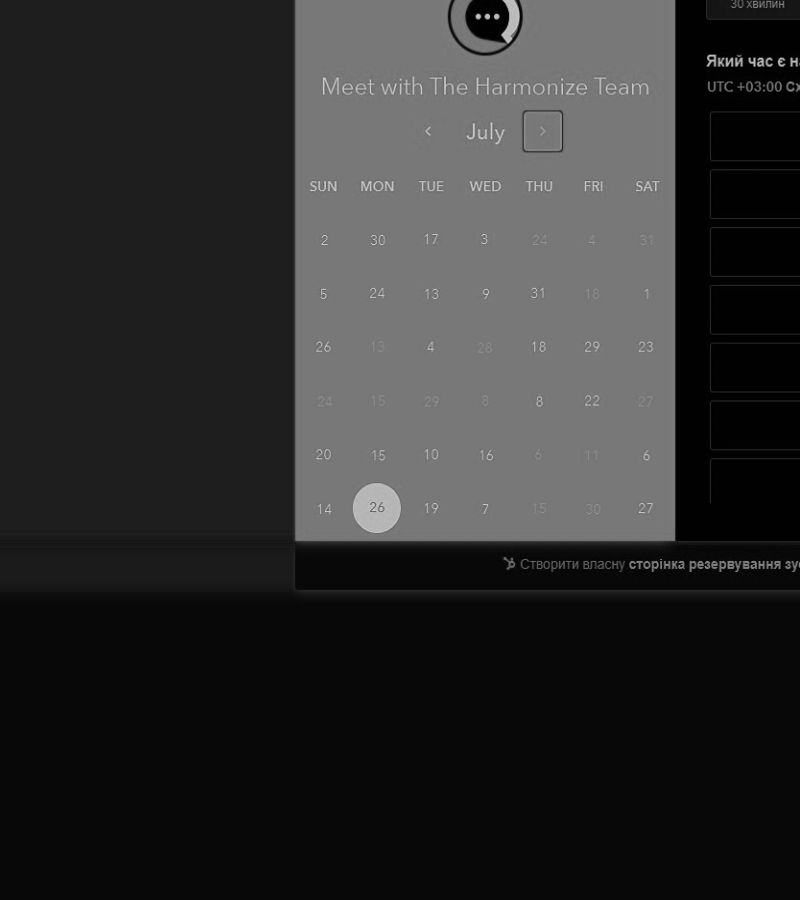 30 хвилин
Який час є
UTC +03:00
Meet with The Harmonize Team
July
SUN MON TUE WED THU FRI SAT
2 30 17 3 24 4 31
5 24 13 9 31 18 1
26 13 4 28 18 29 23
24 15 29 8 8 22 27
20 15 10 16 6 11 6
14 26 19 7 15 30 27
Створити власну сторінка резервування